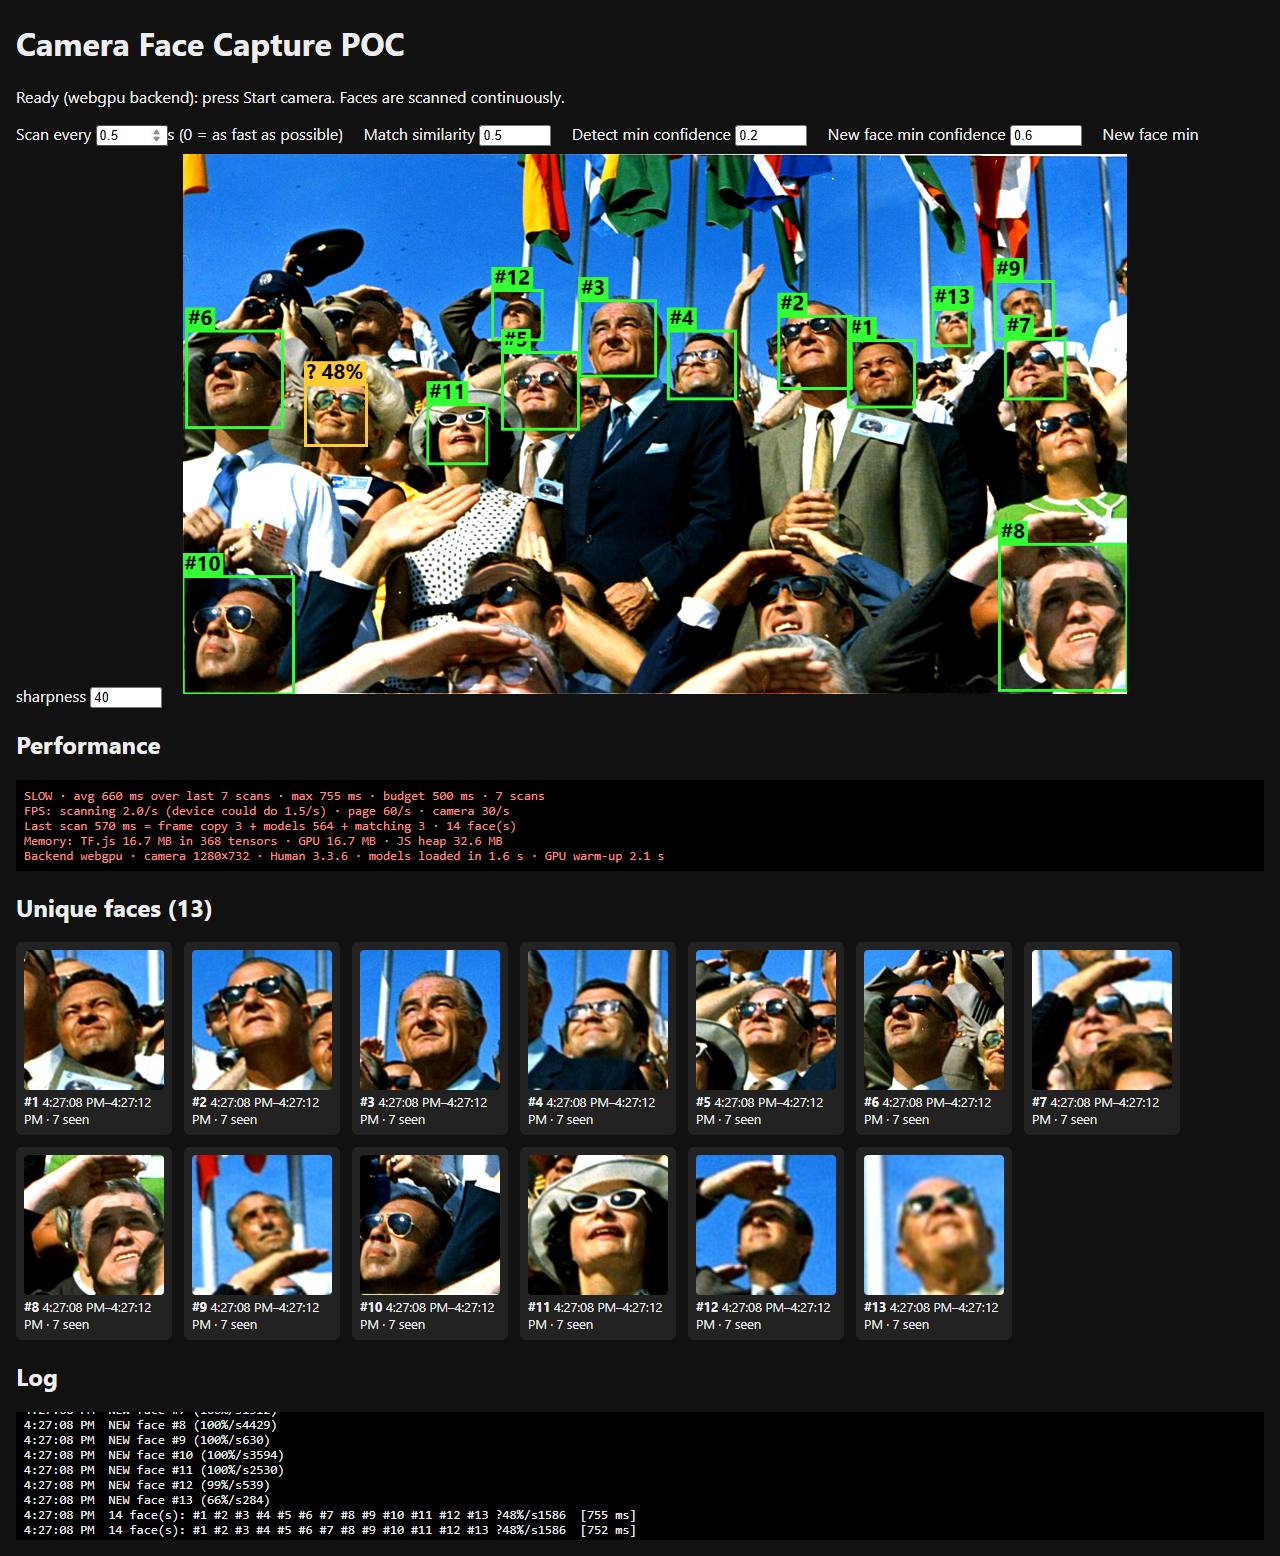 Camera Face Capture POC
Ready (webgpu backend): press Start camera. Faces are scanned continuously.
Scan every 0.5 s (0 = as fast as possible) Match similarity 0.5 Detect min confidence 0.2 New face min confidence 0.6 New face min
#12
#3
#9
#6
#4
#2
#13
#1
#7
#5
? 48%
#11
#8
#10
sharpness 40
Performance
SLOW · avg 660 ms over last 7 scans · max 755 ms · budget 500 ms · 7 scans
FPS: scanning 2.0/s (device could do 1.5/s) · page 60/s · camera 30/s
Last scan 570 ms = frame copy 3 + models 564 + matching 3 · 14 face(s)
Memory: TF.js 16.7 MB in 368 tensors · GPU 16.7 MB · JS heap 32.6 MB
Backend webgpu · camera 1280×732 · Human 3.3.6 · models loaded in 1.6 s · GPU warm-up 2.1 s
Unique faces (13)
#1 4:27:08 PM–4:27:12
PM · 7 seen
#2 4:27:08 PM–4:27:12
PM · 7 seen
#3 4:27:08 PM–4:27:12
PM · 7 seen
#4 4:27:08 PM–4:27:12
PM · 7 seen
#5 4:27:08 PM–4:27:12
PM · 7 seen
#6 4:27:08 PM–4:27:12
PM · 7 seen
#7 4:27:08 PM–4:27:12
PM · 7 seen
#8 4:27:08 PM–4:27:12
PM · 7 seen
#9 4:27:08 PM–4:27:12
PM · 7 seen
#10 4:27:08 PM–4:27:12
PM · 7 seen
#11 4:27:08 PM–4:27:12
PM · 7 seen
#12 4:27:08 PM–4:27:12
PM · 7 seen
#13 4:27:08 PM–4:27:12
PM · 7 seen
Log
4:27:08 PM NEW face #8 (100%/s4429)
4:27:08 PM NEW face #9 (100%/s630)
4:27:08 PM NEW face #10 (100%/s3594)
4:27:08 PM NEW face #11 (100%/s2530)
4:27:08 PM NEW face #12 (99%/s539)
4:27:08 PM NEW face #13 (66%/s284)
4:27:08 PM 14 face(s): #1 #2 #3 #4 #5 #6 #7 #8 #9 #10 #11 #12 #13 ?48%/s1586 [755 ms]
4:27:08 PM 14 face(s): #1 #2 #3 #4 #5 #6 #7 #8 #9 #10 #11 #12 #13 ?48%/s1586 [752 ms]